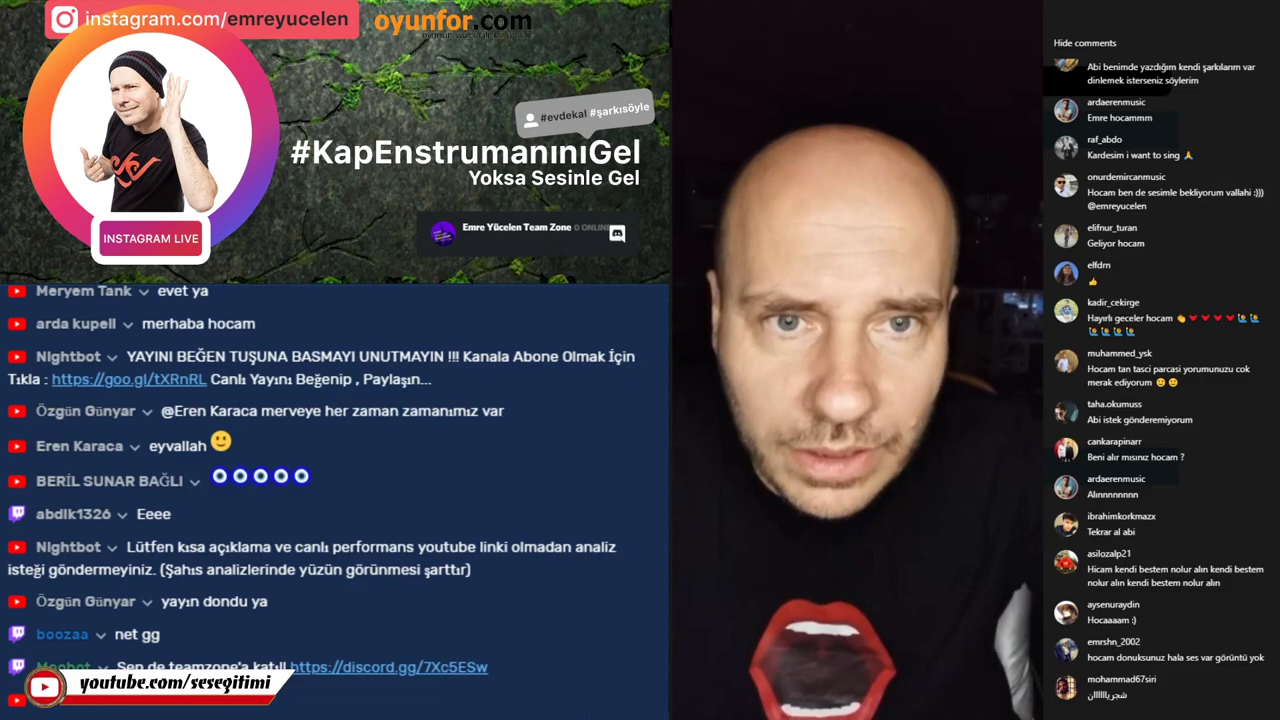 instagram.com/emreyucelen
oyunfor.com
#evdekal #şarkısöyle
#KapEnstrumanınıGel
Yoksa Sesinle Gel
Emre Yücelen Team Zone 0 ONLINE
INSTAGRAM LIVE
Meryem Tank evet ya
arda kupeli merhaba hocam
Nightbot YAYINI BEĞEN TUŞUNA BASMAYI UNUTMAYIN !!! Kanala Abone Olmak İçin
Tıkla : https://goo.gl/tXRnRL Canlı Yayını Beğenip , Paylaşın...
Özgün Günyar @Eren Karaca merveye her zaman zamanımız var
Eren Karaca eyvallah 🙂
BERİL SUNAR BAĞLI 🧿🧿🧿🧿🧿
abdlk1326 Eeee
Nightbot Lütfen kısa açıklama ve canlı performans youtube linki olmadan analiz
isteği göndermeyiniz. (Şahıs analizlerinde yüzün görünmesi şarttır)
Özgün Günyar yayın dondu ya
boozaa net gg
Moobot Sen de teamzone'a katıl! https://discord.gg/7Xc5ESw
youtube.com/sesegitimi
Hide comments
Abi benimde yazdığım kendi şarkılarım var
dinlemek isterseniz söylerim
ardaerenmusic
Emre hocammm
raf_abdo
Kardesim i want to sing 🙏
onurdemircanmusic
Hocam ben de sesimle bekliyorum vallahi :)))
@emreyucelen
elifnur_turan
Geliyor hocam
elfdrn
👍
kadir_cekirge
Hayırlı geceler hocam 👏❤️❤️❤️❤️🙋‍♂️🙋‍♂️
🙋‍♂️🙋‍♂️🙋‍♂️🙋‍♂️
muhammed_ysk
Hocam tan tasci parcasi yorumunuzu cok
merak ediyorum 🙂🙂
taha.okumuss
Abi istek gönderemiyorum
cankarapinarr
Beni alır mısınız hocam ?
ardaerenmusic
Alınnnnnnnn
ibrahimkorkmazx
Tekrar al abi
asilozalp21
Hicam kendi bestem nolur alın kendi bestem
nolur alın kendi bestem nolur alın
aysenuraydin
Hocaaaam :)
emrshn_2002
hocam donuksunuz hala ses var görüntü yok
mohammad67siri
شجریاااااان